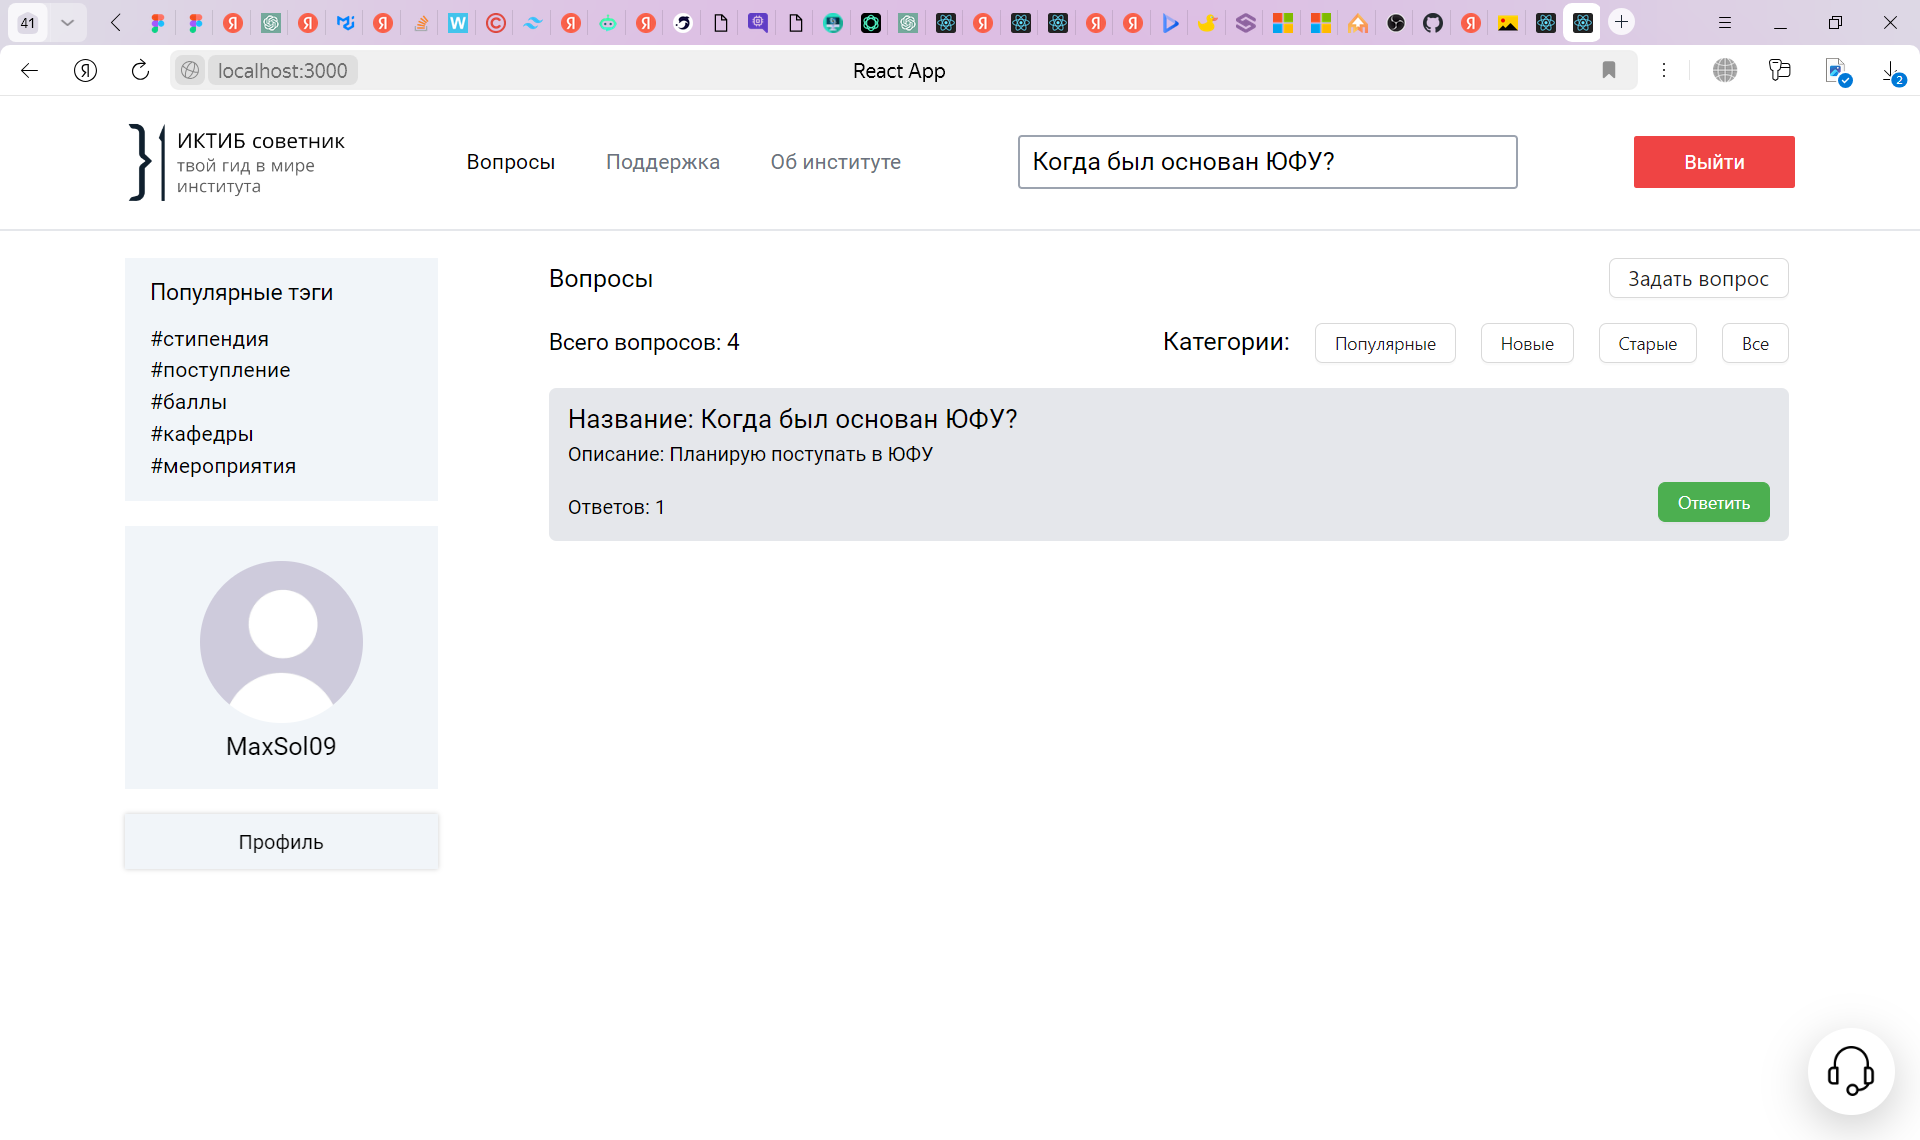 41
localhost:3000
React App
2
ИКТИБ советник
твой гид в мире
института
Вопросы
Поддержка
Об институте
Когда был основан ЮФУ?
Выйти
Популярные тэги
#стипендия
#поступление
#баллы
#кафедры
#мероприятия
MaxSol09
Профиль
Вопросы
Задать вопрос
Всего вопросов: 4
Категории:
Популярные
Новые
Старые
Все
Название: Когда был основан ЮФУ?
Описание: Планирую поступать в ЮФУ
Ответов: 1
Ответить